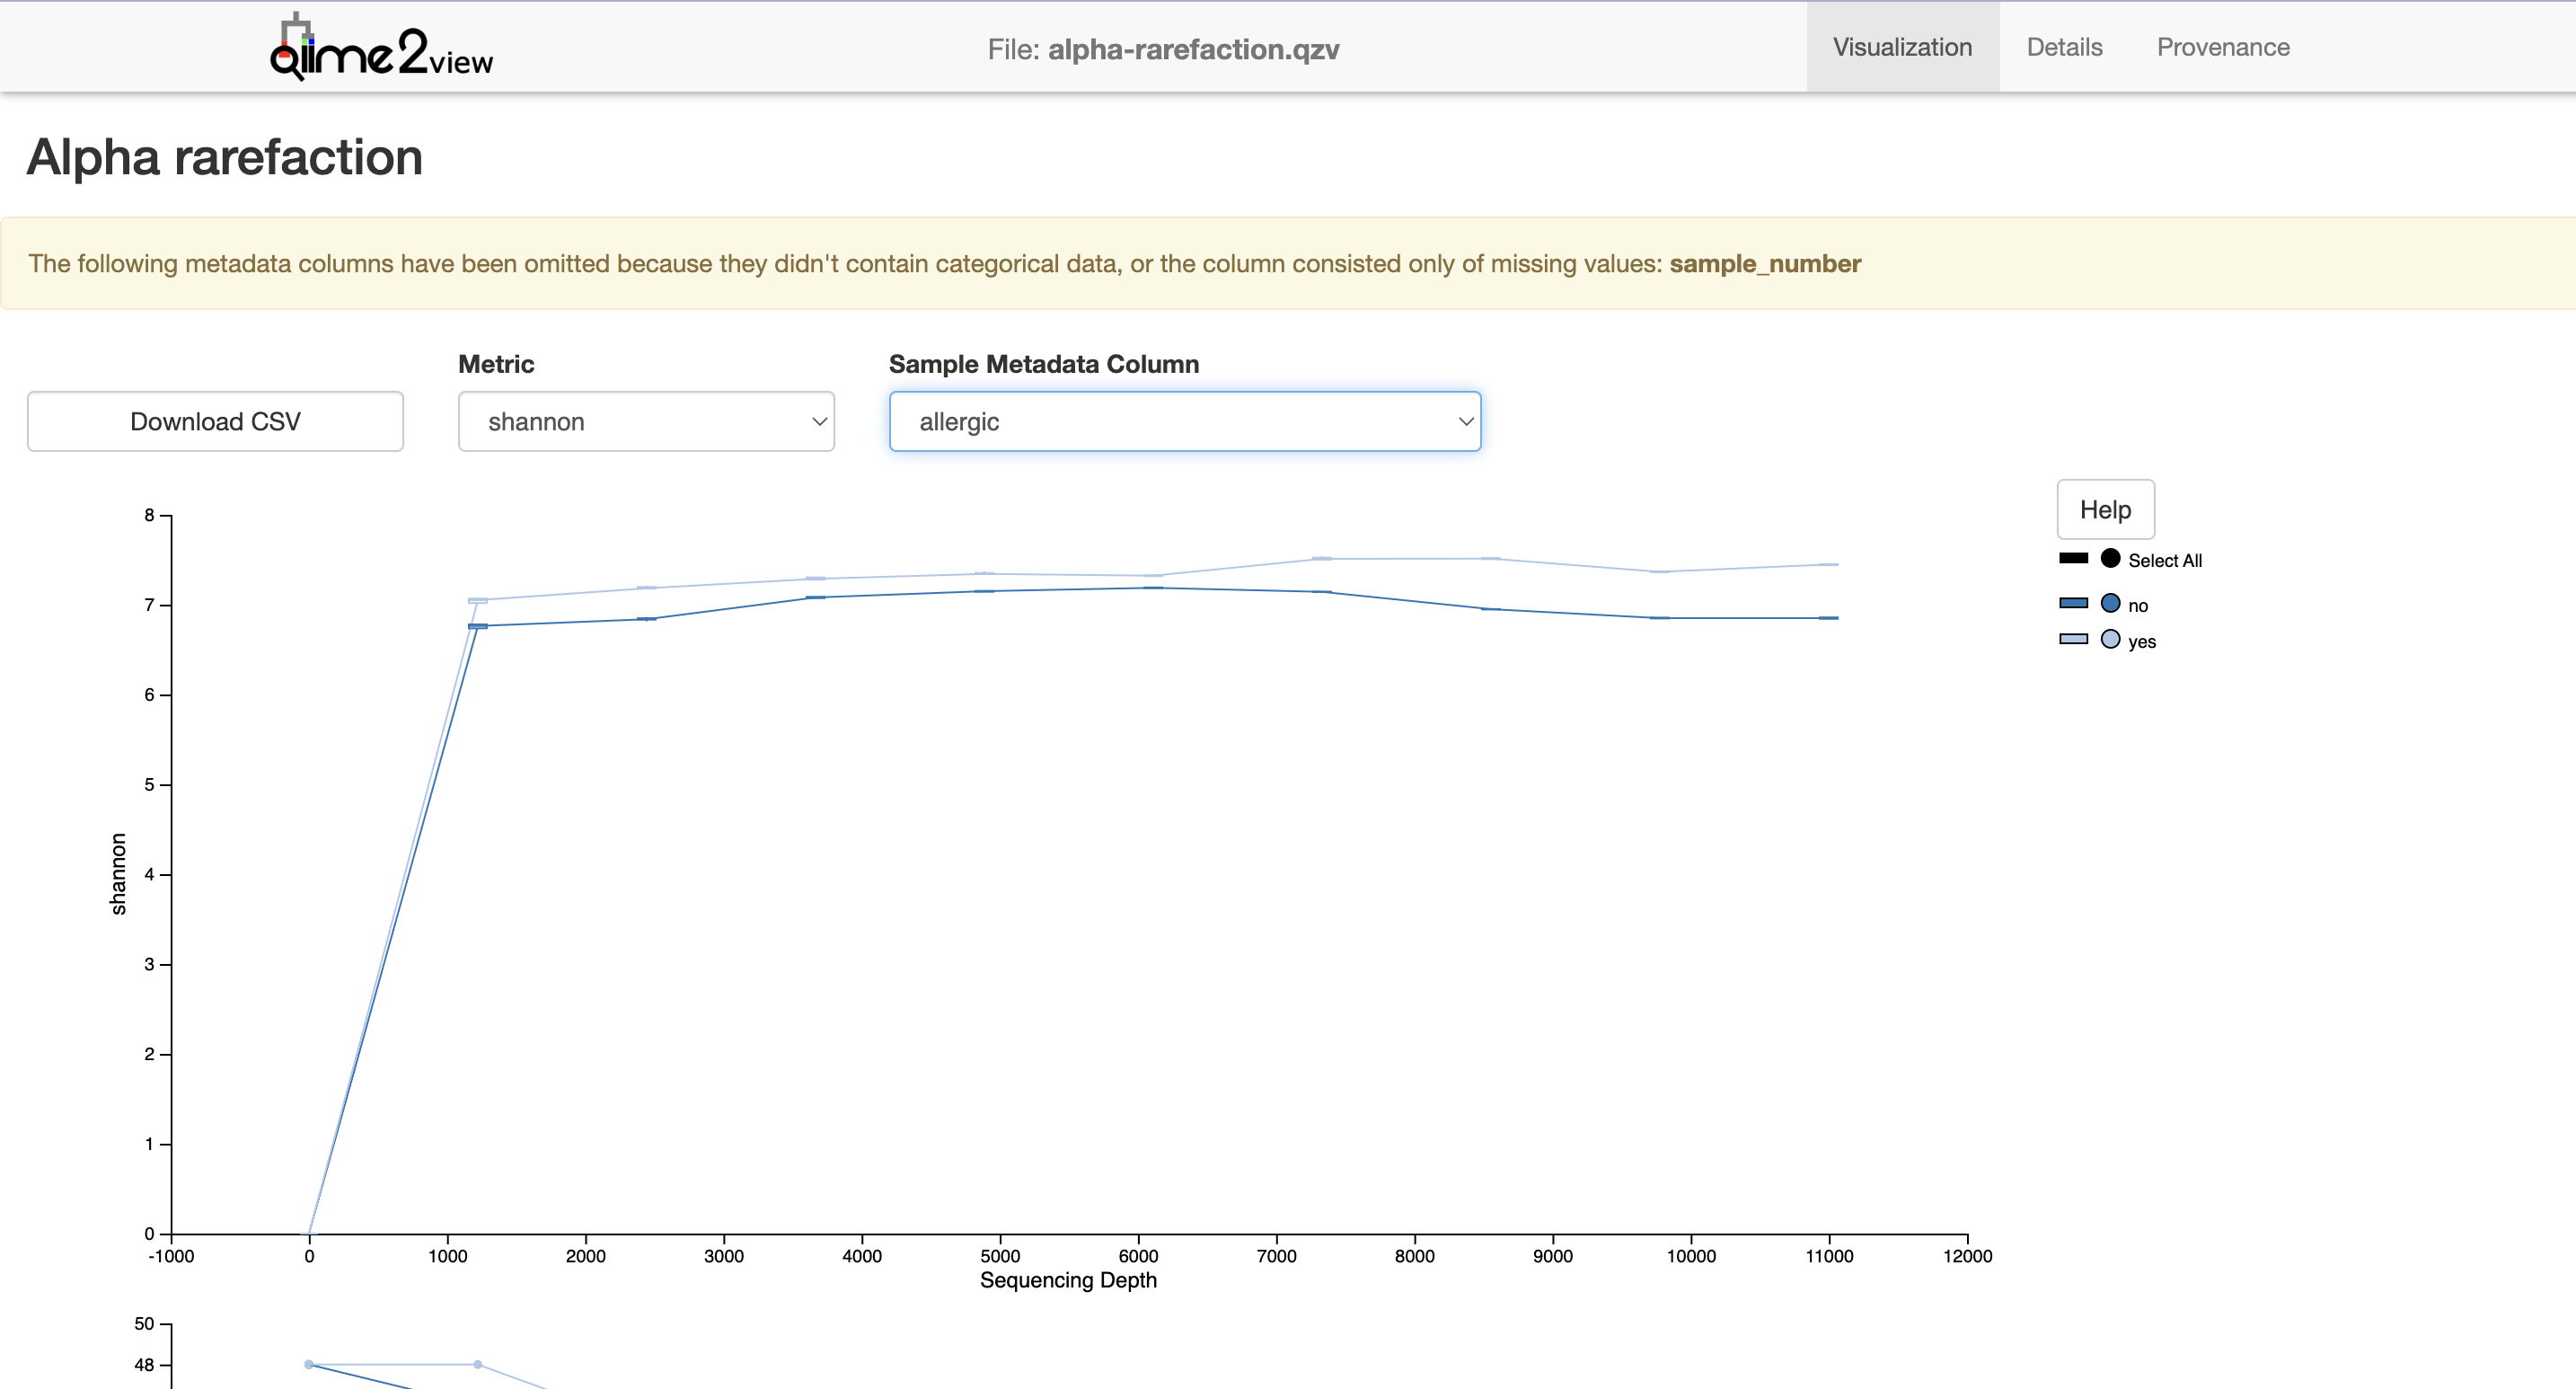 qiime2view
File: alpha-rarefaction.qzv
Visualization
Details
Provenance
Alpha rarefaction
The following metadata columns have been omitted because they didn't contain categorical data, or the column consisted only of missing values: sample_number
Metric
Sample Metadata Column
Download CSV
shannon
allergic
Help
Select All
no
yes
8
7
6
5
4
3
2
1
0
shannon
-1000
0
1000
2000
3000
4000
5000
6000
7000
8000
9000
10000
11000
12000
Sequencing Depth
50
48